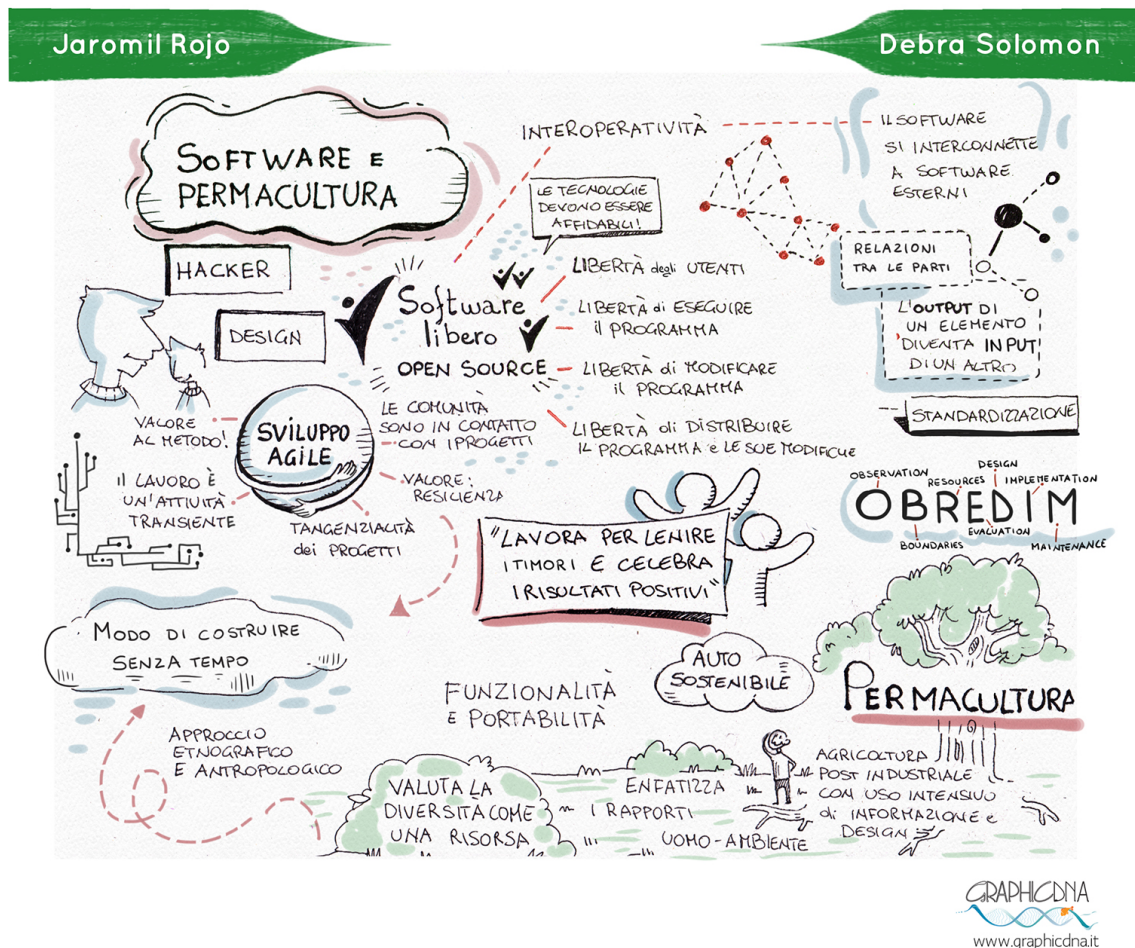 Jaromil Rojo
Debra Solomon
SOFTWARE E
PERMACULTURA
INTEROPERATIVITÀ
IL SOFTWARE
SI INTERCONNETTE
A SOFTWARE
ESTERNI
LE TECNOLOGIE
DEVONO ESSERE
AFFIDABILI!
HACKER
DESIGN
Software
libero
OPEN SOURCE
LIBERTÀ degli UTENTI
LIBERTÀ di ESEGUIRE
il PROGRAMMA
LIBERTÀ di MODIFICARE
il PROGRAMMA
LIBERTÀ di DISTRIBUIRE
IL PROGRAMMA e LE SUE MODIFICHE
RELAZIONI
TRA LE PARTI
L'OUTPUT DI
UN ELEMENTO
DIVENTA INPUT
DI UN ALTRO
STANDARDIZZAZIONE
SVILUPPO
AGILE
VALORE
AL METODO!
LE COMUNITÀ
SONO IN CONTATTO
CON I PROGETTI
IL LAVORO È
UN'ATTIVITÀ
TRANSIENTE
VALORE:
RESILIENZA
TANGENZIALITÀ
dei PROGETTI
OBSERVATION
RESOURCES
DESIGN
IMPLEMENTATION
OBREDIM
BOUNDARIES
EVALUATION
MAINTENANCE
"LAVORA PER LENIRE
I TIMORI E CELEBRA
I RISULTATI POSITIVI"
MODO DI COSTRUIRE
SENZA TEMPO
AUTO
SOSTENIBILE
FUNZIONALITÀ
E PORTABILITÀ
PERMACULTURA
APPROCCIO
ETNOGRAFICO
E ANTROPOLOGICO
VALUTA LA
DIVERSITÀ COME
UNA RISORSA
ENFATIZZA
I RAPPORTI
UOMO-AMBIENTE
AGRICOLTURA
POST INDUSTRIALE
CON USO INTENSIVO
di INFORMAZIONE e
DESIGN
GRAPHICDNA
www.graphicdna.it